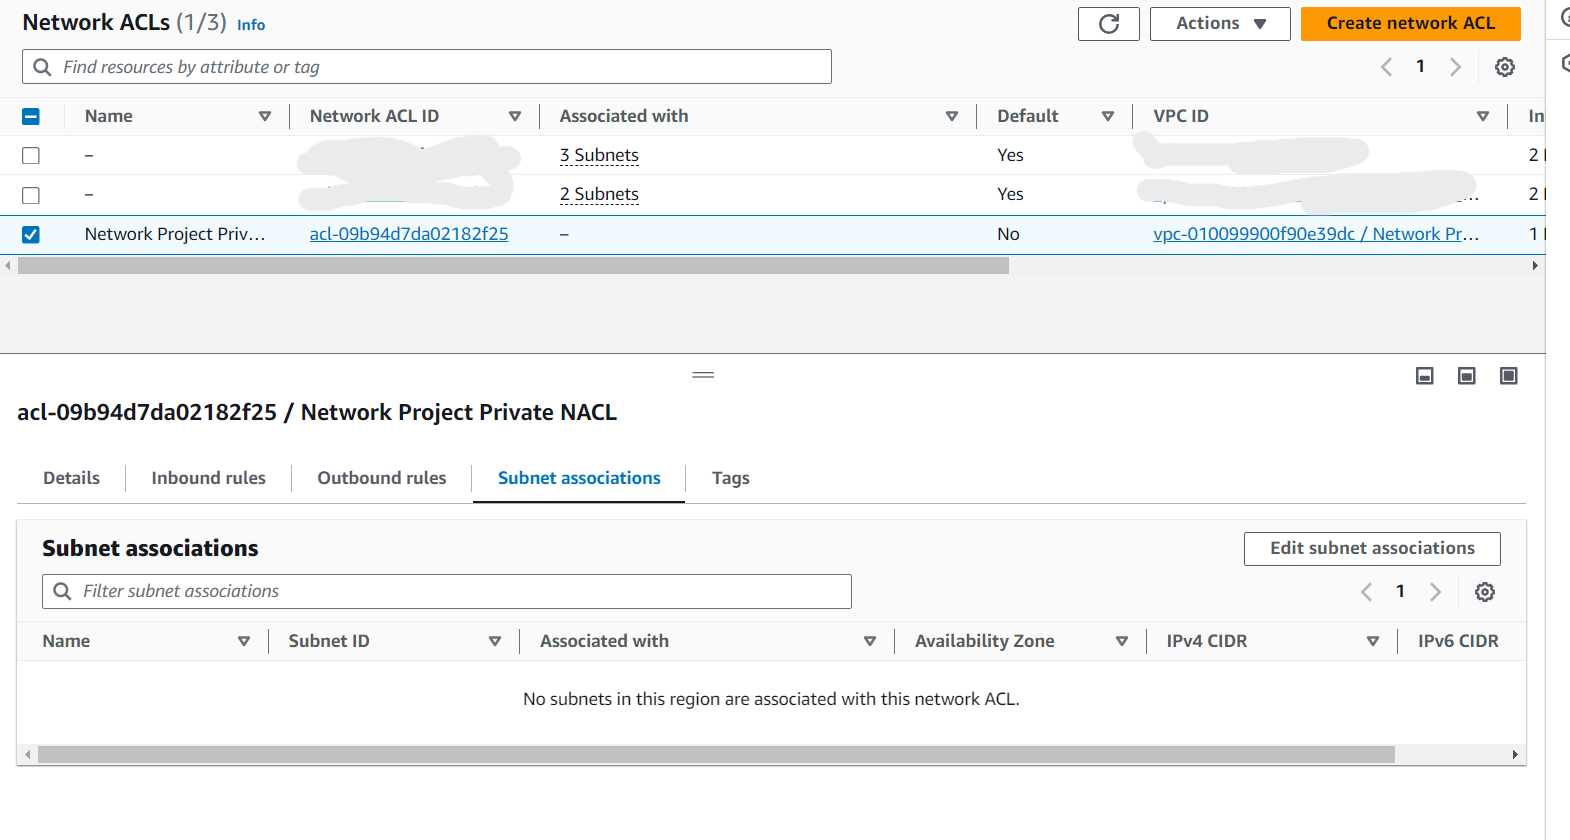 Network ACLs (1/3) Info
Actions
Create network ACL
Find resources by attribute or tag
1
Name Network ACL ID Associated with Default VPC ID In
– 3 Subnets Yes 2
– 2 Subnets Yes ... 2
Network Project Priv... acl-09b94d7da02182f25 – No vpc-010099900f90e39dc / Network Pr... 1
acl-09b94d7da02182f25 / Network Project Private NACL
Details Inbound rules Outbound rules Subnet associations Tags
Subnet associations
Edit subnet associations
Filter subnet associations
1
Name Subnet ID Associated with Availability Zone IPv4 CIDR IPv6 CIDR
No subnets in this region are associated with this network ACL.